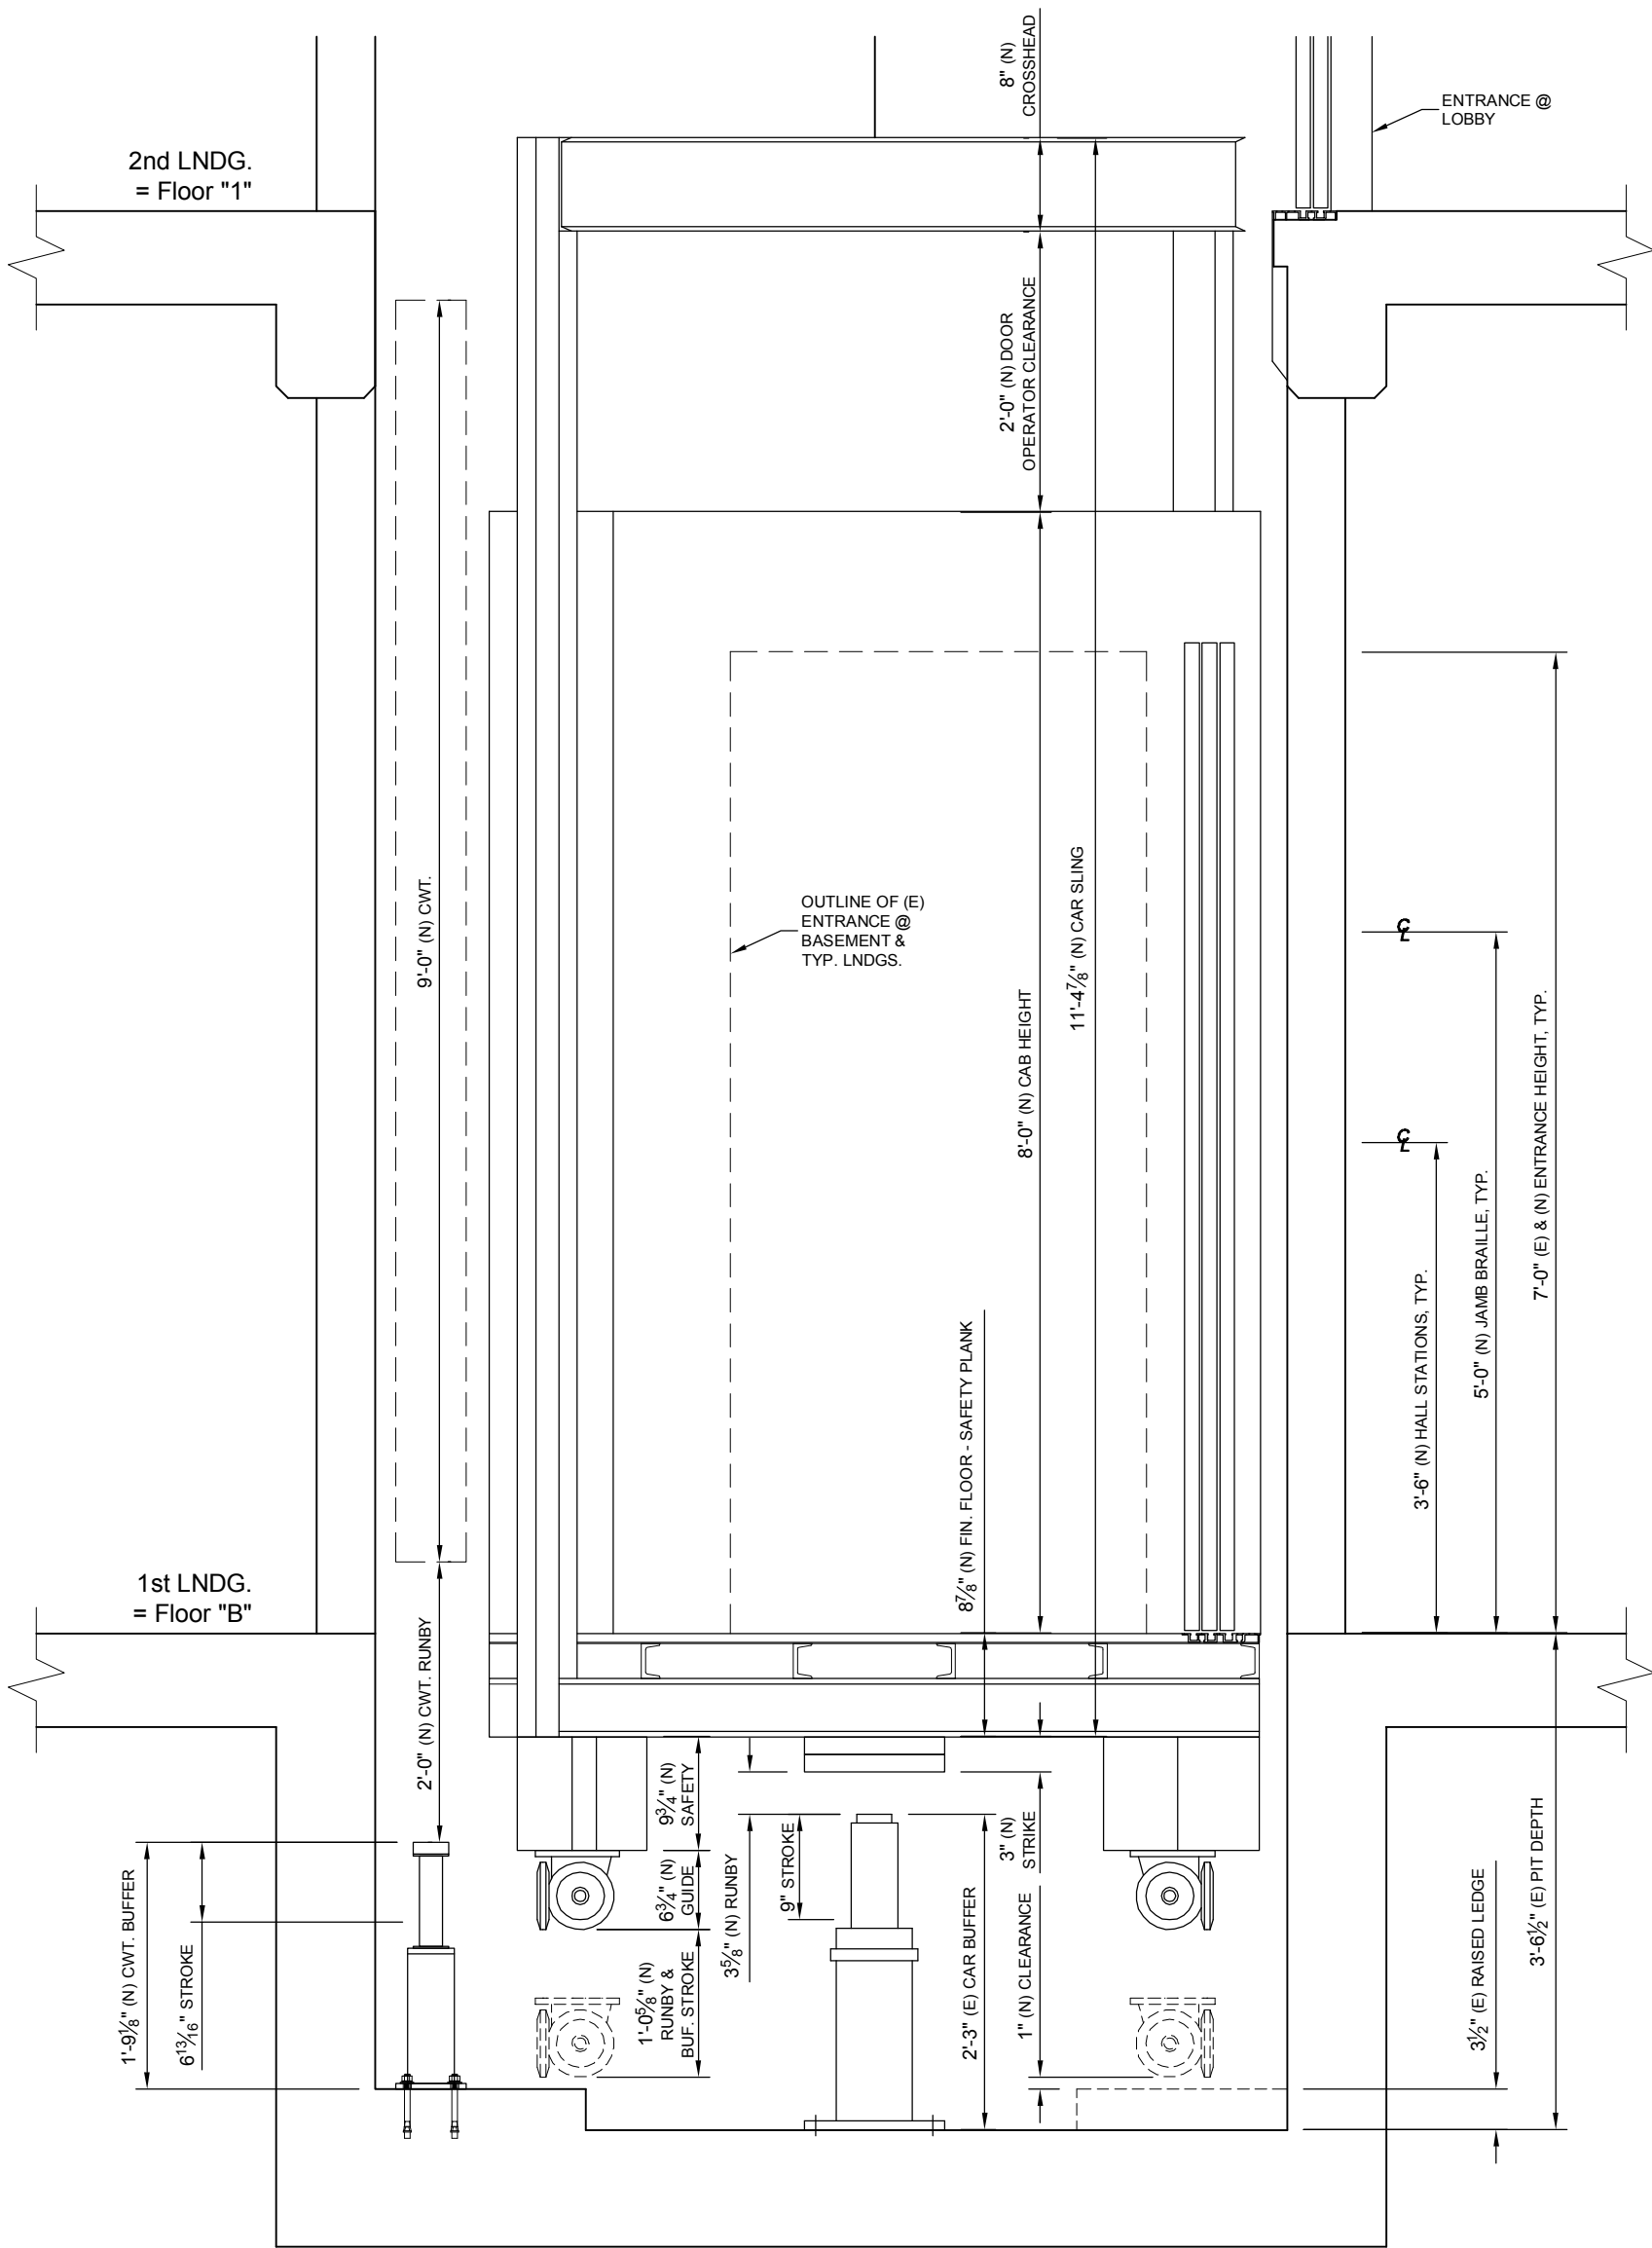 8" (N)
CROSSHEAD
ENTRANCE @
LOBBY
2nd LNDG.
= Floor "1"
2'-0" (N) DOOR
OPERATOR CLEARANCE
9'-0" (N) CWT.
OUTLINE OF (E)
ENTRANCE @
BASEMENT &
TYP. LNDGS.
8'-0" (N) CAB HEIGHT
11'-4⅞" (N) CAR SLING
℄
℄
3'-6" (N) HALL STATIONS, TYP.
5'-0" (N) JAMB BRAILLE, TYP.
7'-0" (E) & (N) ENTRANCE HEIGHT, TYP.
1st LNDG.
= Floor "B"
8⅞" (N) FIN. FLOOR - SAFETY PLANK
2'-0" (N) CWT. RUNBY
1'-9⅛" (N) CWT. BUFFER
6 13/16" STROKE
9¾" (N)
SAFETY
6¾" (N)
GUIDE
1'-0⅝" (N)
RUNBY &
BUF. STROKE
3⅝" (N) RUNBY
9" STROKE
2'-3" (E) CAR BUFFER
3" (N)
STRIKE
1" (N) CLEARANCE
3½" (E) RAISED LEDGE
3'-6½" (E) PIT DEPTH